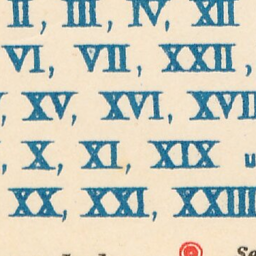 II, III, IV, XII
VI, VII, XXII,
, XV, XVI, XVII
, X, XI, XIX u
XX, XXI, XXIII